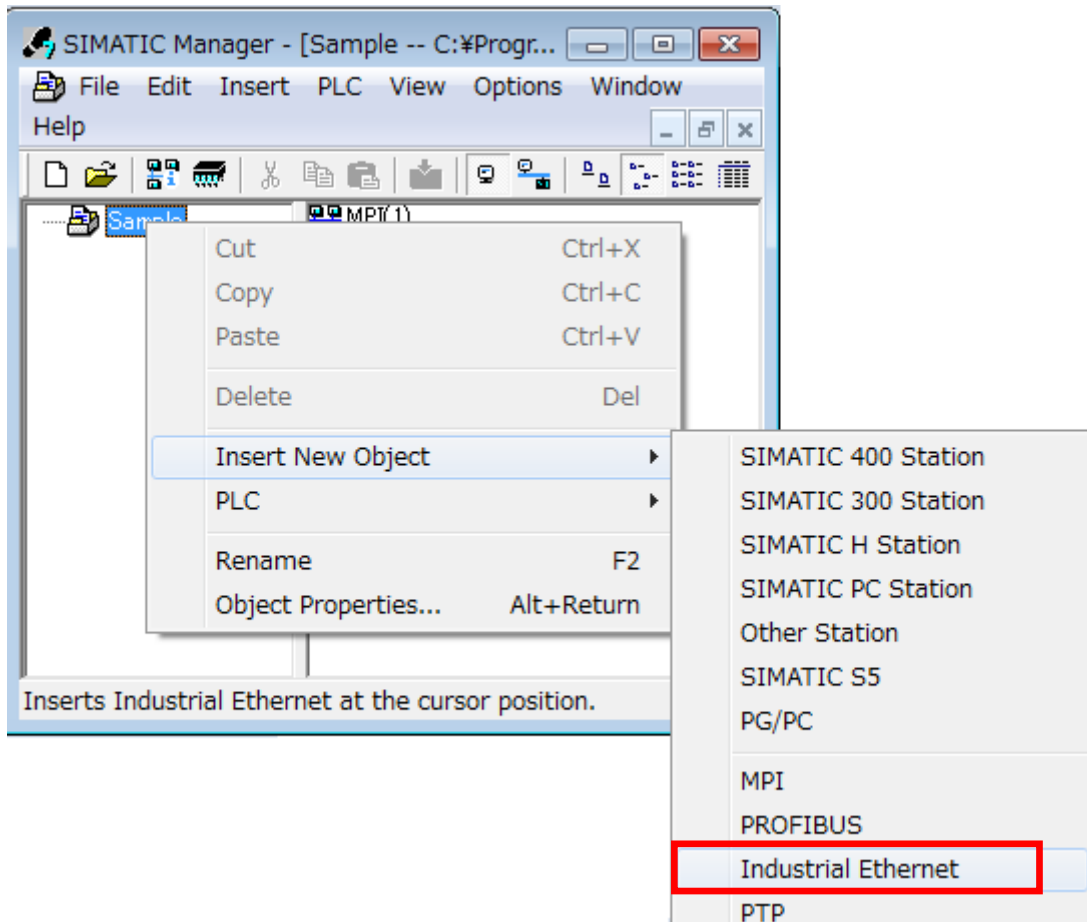 SIMATIC Manager - [Sample -- C:¥Progr...
File Edit Insert PLC View Options Window
Help
Sample
MPI(1)
Cut Ctrl+X
Copy Ctrl+C
Paste Ctrl+V
Delete Del
Insert New Object
PLC
Rename F2
Object Properties... Alt+Return
SIMATIC 400 Station
SIMATIC 300 Station
SIMATIC H Station
SIMATIC PC Station
Other Station
SIMATIC S5
PG/PC
MPI
PROFIBUS
Industrial Ethernet
PTP
Inserts Industrial Ethernet at the cursor position.